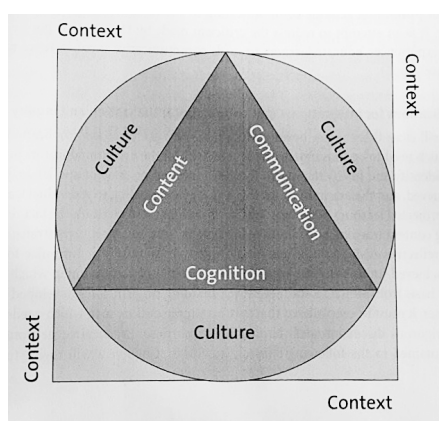 Context
Context
Culture
Culture
Content
Communication
Cognition
Culture
Context
Context